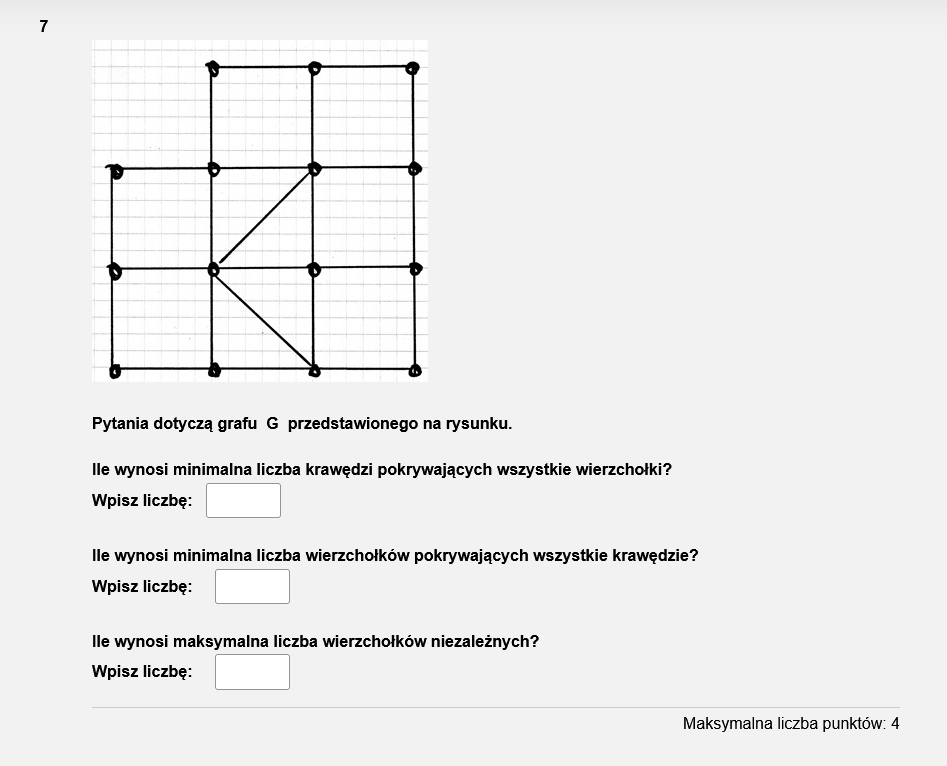 7
Pytania dotyczą grafu G przedstawionego na rysunku.
Ile wynosi minimalna liczba krawędzi pokrywających wszystkie wierzchołki?
Wpisz liczbę:
Ile wynosi minimalna liczba wierzchołków pokrywających wszystkie krawędzie?
Wpisz liczbę:
Ile wynosi maksymalna liczba wierzchołków niezależnych?
Wpisz liczbę:
Maksymalna liczba punktów: 4